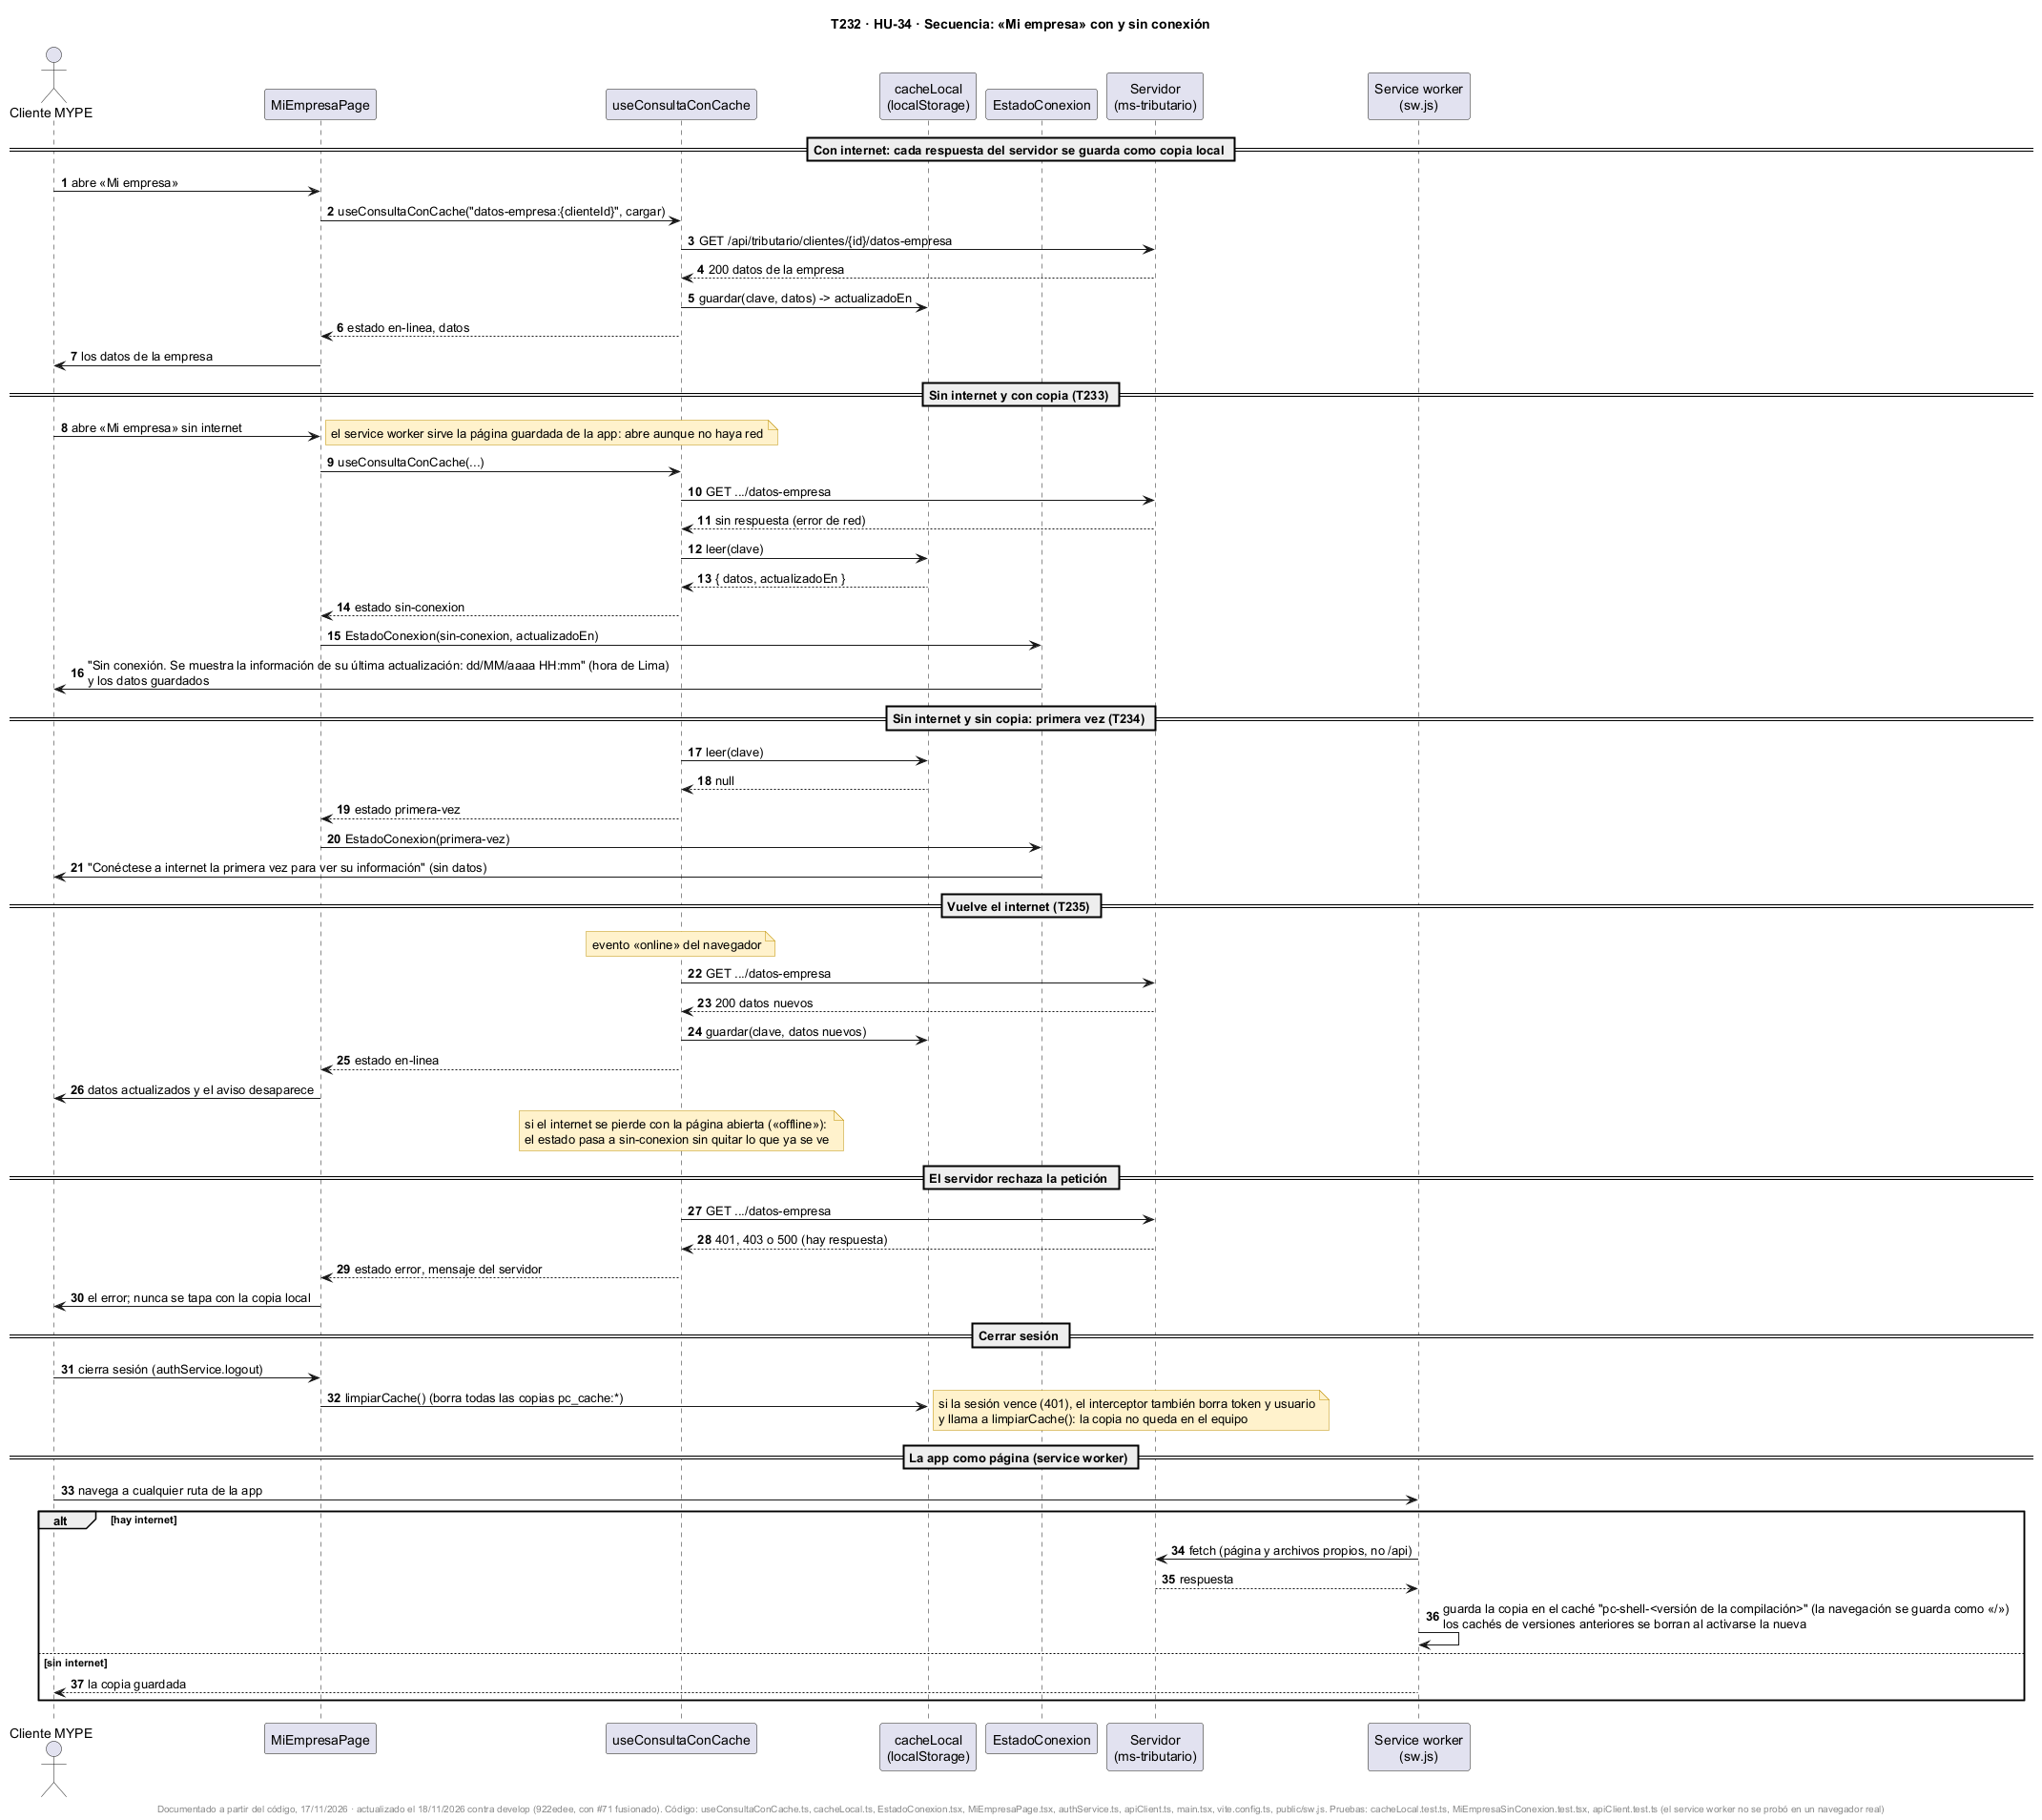 T232 · HU-34 · Secuencia: «Mi empresa» con y sin conexión
Cliente MYPE
MiEmpresaPage
useConsultaConCache
cacheLocal
(localStorage)
EstadoConexion
Servidor
(ms-tributario)
Service worker
(sw.js)
Con internet: cada respuesta del servidor se guarda como copia local
1 abre «Mi empresa»
2 useConsultaConCache("datos-empresa:{clienteId}", cargar)
3 GET /api/tributario/clientes/{id}/datos-empresa
4 200 datos de la empresa
5 guardar(clave, datos) -> actualizadoEn
6 estado en-linea, datos
7 los datos de la empresa
Sin internet y con copia (T233)
8 abre «Mi empresa» sin internet
el service worker sirve la página guardada de la app: abre aunque no haya red
9 useConsultaConCache(...)
10 GET .../datos-empresa
11 sin respuesta (error de red)
12 leer(clave)
13 { datos, actualizadoEn }
14 estado sin-conexion
15 EstadoConexion(sin-conexion, actualizadoEn)
16 "Sin conexión. Se muestra la información de su última actualización: dd/MM/aaaa HH:mm" (hora de Lima)
y los datos guardados
Sin internet y sin copia: primera vez (T234)
17 leer(clave)
18 null
19 estado primera-vez
20 EstadoConexion(primera-vez)
21 "Conéctese a internet la primera vez para ver su información" (sin datos)
Vuelve el internet (T235)
evento «online» del navegador
22 GET .../datos-empresa
23 200 datos nuevos
24 guardar(clave, datos nuevos)
25 estado en-linea
26 datos actualizados y el aviso desaparece
si el internet se pierde con la página abierta («offline»):
el estado pasa a sin-conexion sin quitar lo que ya se ve
El servidor rechaza la petición
27 GET .../datos-empresa
28 401, 403 o 500 (hay respuesta)
29 estado error, mensaje del servidor
30 el error; nunca se tapa con la copia local
Cerrar sesión
31 cierra sesión (authService.logout)
32 limpiarCache() (borra todas las copias pc_cache:*)
si la sesión vence (401), el interceptor también borra token y usuario
y llama a limpiarCache(): la copia no queda en el equipo
La app como página (service worker)
33 navega a cualquier ruta de la app
alt [hay internet]
34 fetch (página y archivos propios, no /api)
35 respuesta
36 guarda la copia en el caché "pc-shell-<versión de la compilación>" (la navegación se guarda como «/»)
los cachés de versiones anteriores se borran al activarse la nueva
[sin internet]
37 la copia guardada
Cliente MYPE
MiEmpresaPage
useConsultaConCache
cacheLocal
(localStorage)
EstadoConexion
Servidor
(ms-tributario)
Service worker
(sw.js)
Documentado a partir del código, 17/11/2026 · actualizado el 18/11/2026 contra develop (922edee, con #71 fusionado). Código: useConsultaConCache.ts, cacheLocal.ts, EstadoConexion.tsx, MiEmpresaPage.tsx, authService.ts, apiClient.ts, main.tsx, vite.config.ts, public/sw.js. Pruebas: cacheLocal.test.ts, MiEmpresaSinConexion.test.tsx, apiClient.test.ts (el service worker no se probó en un navegador real)